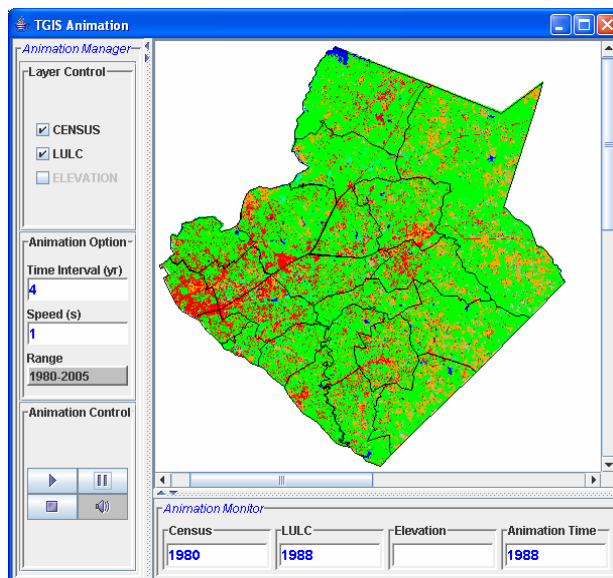 TGIS Animation
Animation Manager
Layer Control
CENSUS
LULC
ELEVATION
Animation Option
Time Interval (yr)
4
Speed (s)
1
Range
1980-2005
Animation Control
Animation Monitor
Census
LULC
Elevation
Animation Time
1980
1988
1988